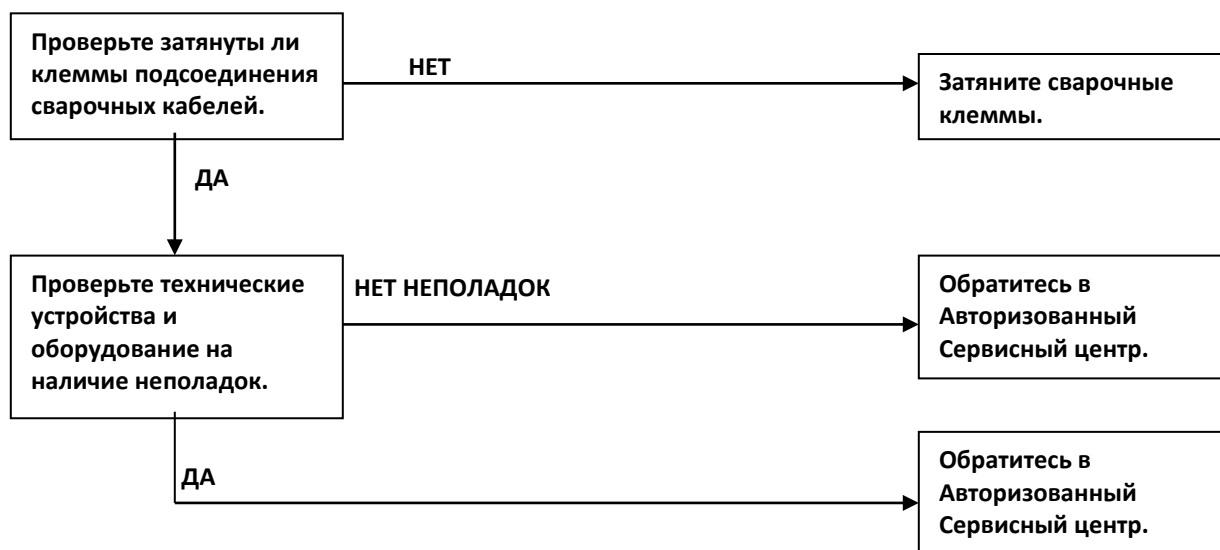 Проверьте затянуты ли
клеммы подсоединения
сварочных кабелей.
НЕТ
Затяните сварочные
клеммы.
ДА
Проверьте технические
устройства и
оборудование на
наличие неполадок.
НЕТ НЕПОЛАДОК
Обратитесь в
Авторизованный
Сервисный центр.
ДА
Обратитесь в
Авторизованный
Сервисный центр.